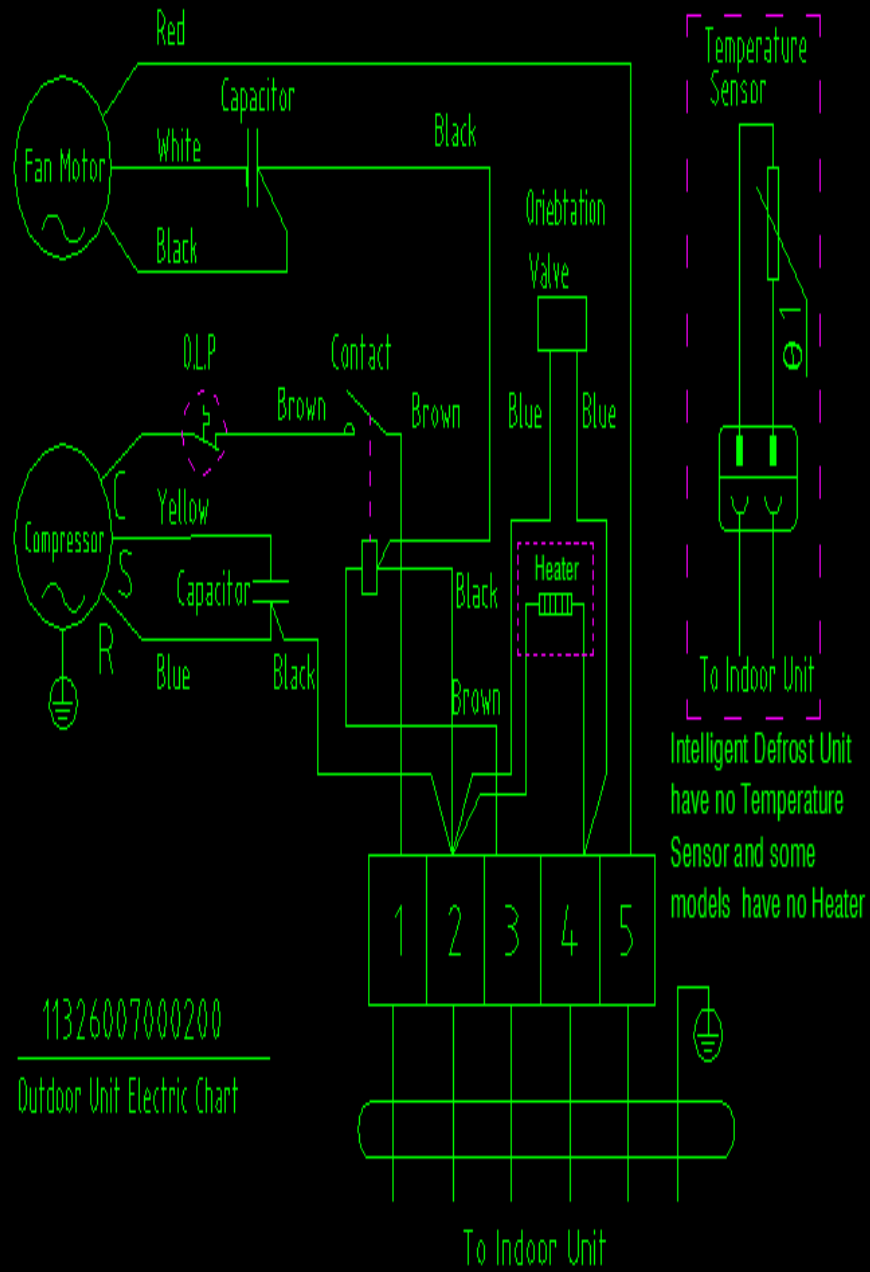 Red
Capacitor
Black
White
Fan Motor
Black
Temperature
Sensor
Oriebtation
Valve
θ 1
O.L.P
Contact
Brown
Brown
Blue
Blue
C
Yellow
Compressor
S
Capacitor
R
Blue
Black
Black
Heater
Brown
To Indoor Unit
Intelligent Defrost Unit
have no Temperature
Sensor and some
models have no Heater
1 2 3 4 5
11326007000200
Outdoor Unit Electric Chart
To Indoor Unit